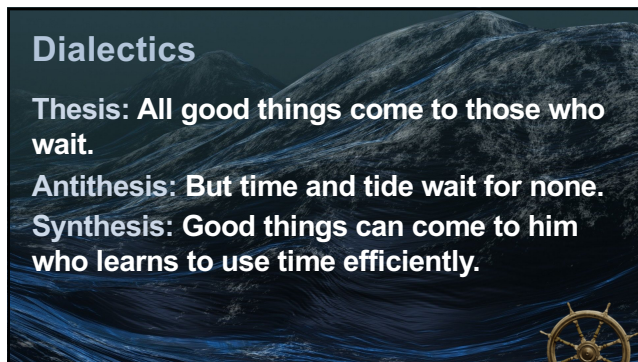 Dialectics
Thesis: All good things come to those who
wait.
Antithesis: But time and tide wait for none.
Synthesis: Good things can come to him
who learns to use time efficiently.